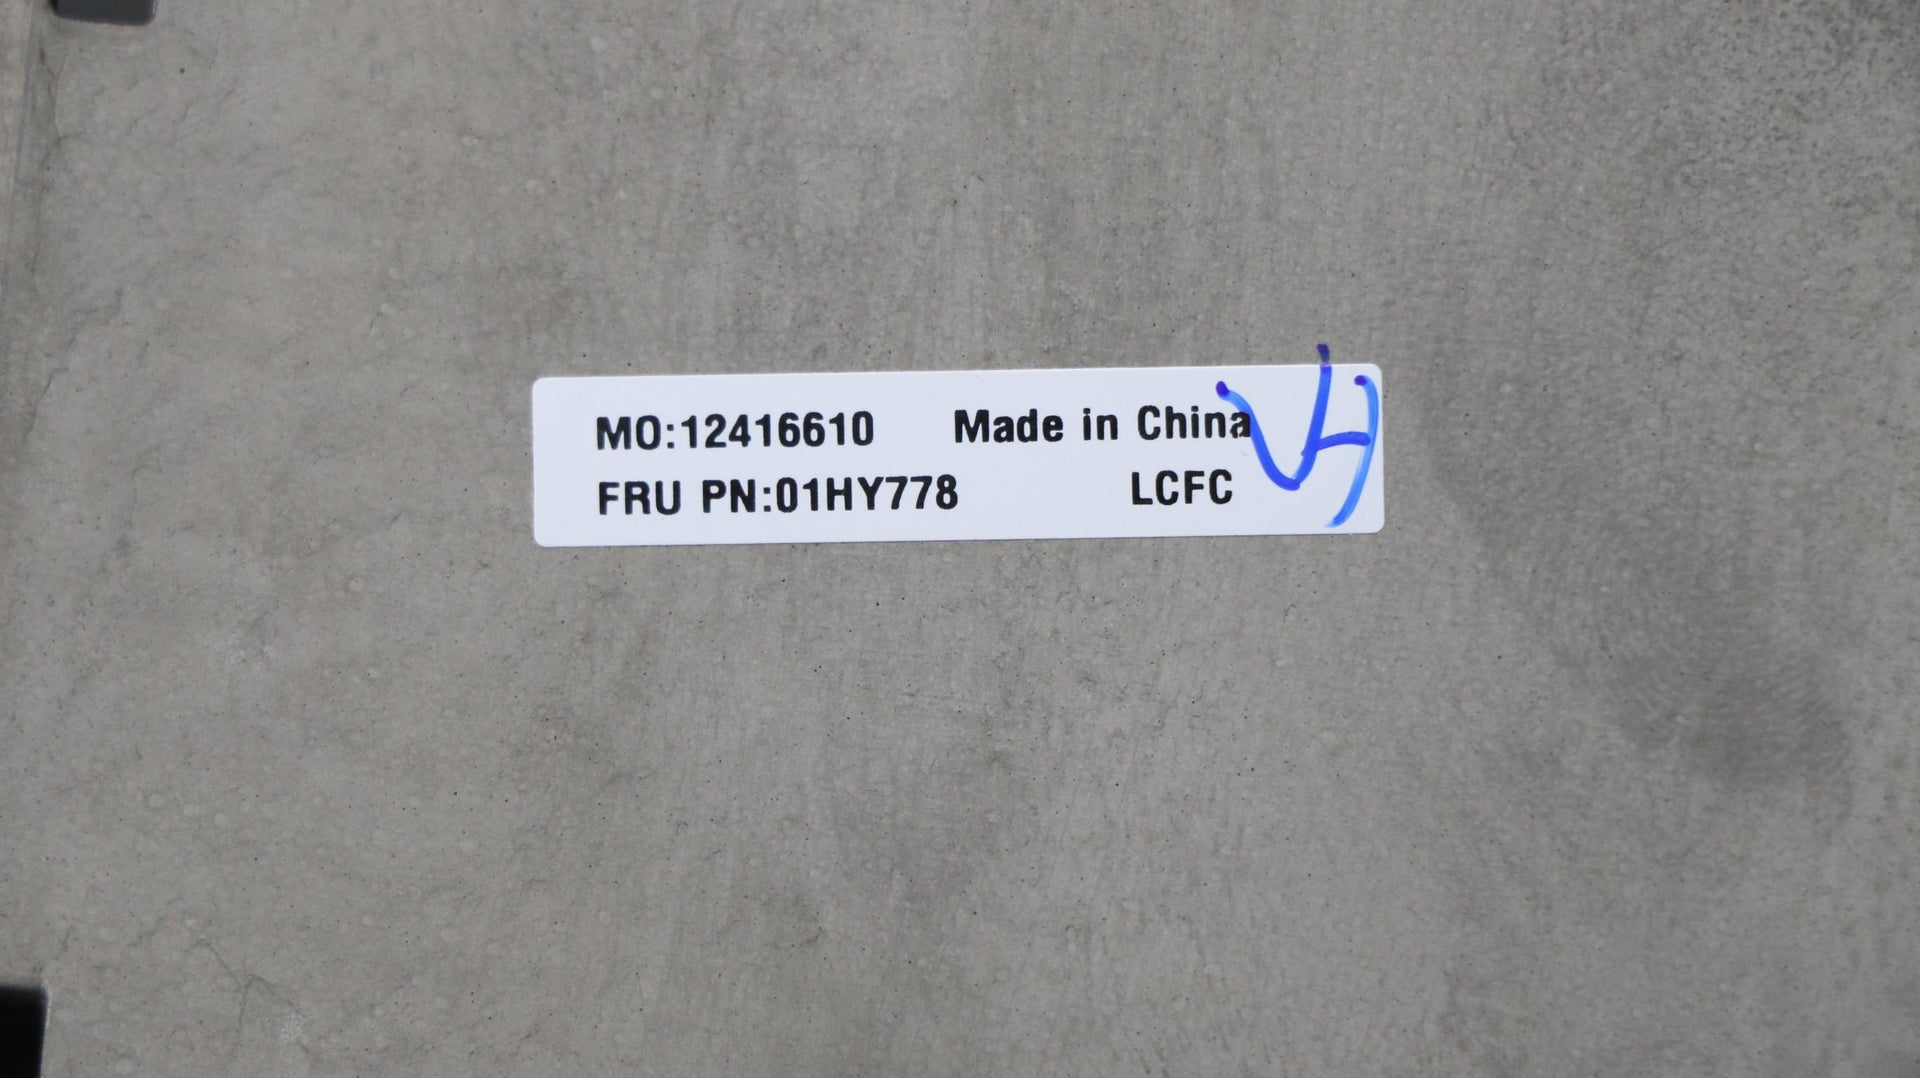 MO:12416610 Made in China
FRU PN:01HY778 LCFC